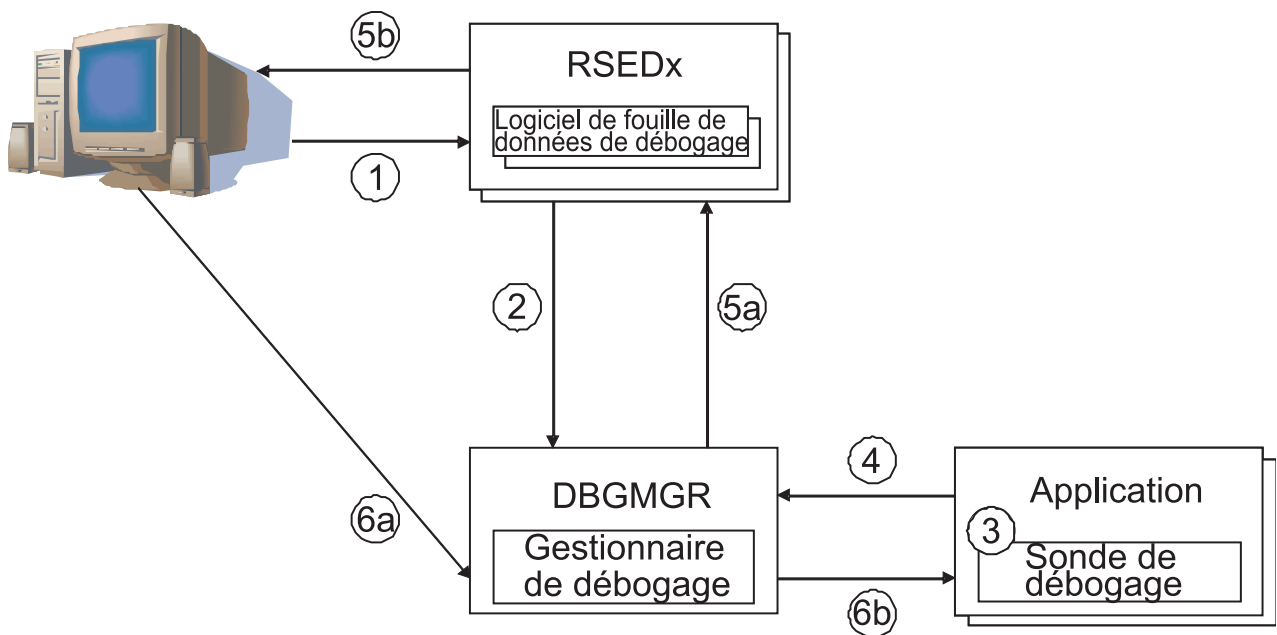 5b
RSEDx
Logiciel de fouille de
données de débogage
1
2
5a
6a
DBGMGR
Gestionnaire
de débogage
4
Application
3
Sonde de
débogage
6b